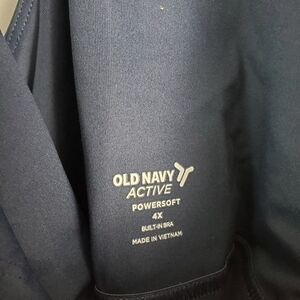 OLD NAVY
ACTIVE
POWERSOFT
4X
BUILT-IN BRA
MADE IN VIETNAM